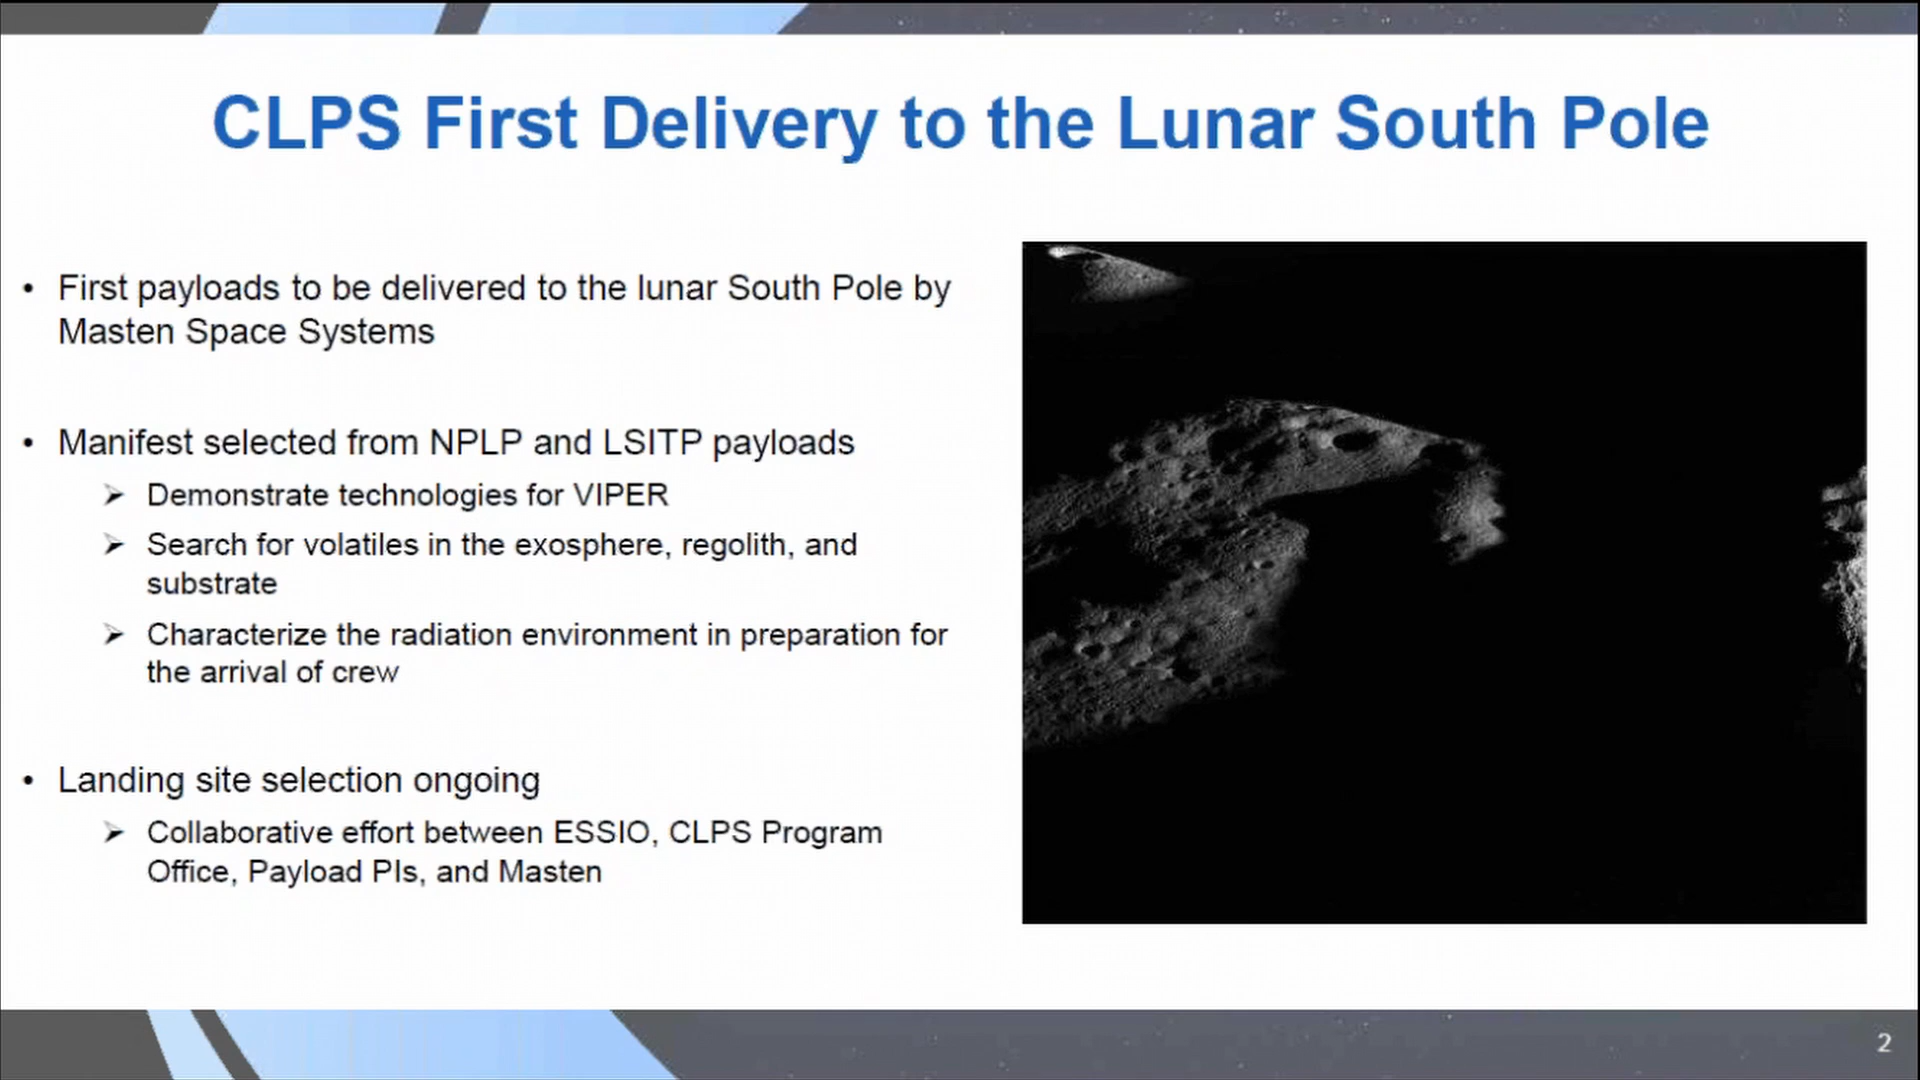 CLPS First Delivery to the Lunar South Pole
• First payloads to be delivered to the lunar South Pole by
Masten Space Systems
• Manifest selected from NPLP and LSITP payloads
➢ Demonstrate technologies for VIPER
➢ Search for volatiles in the exosphere, regolith, and
substrate
➢ Characterize the radiation environment in preparation for
the arrival of crew
• Landing site selection ongoing
➢ Collaborative effort between ESSIO, CLPS Program
Office, Payload PIs, and Masten
2